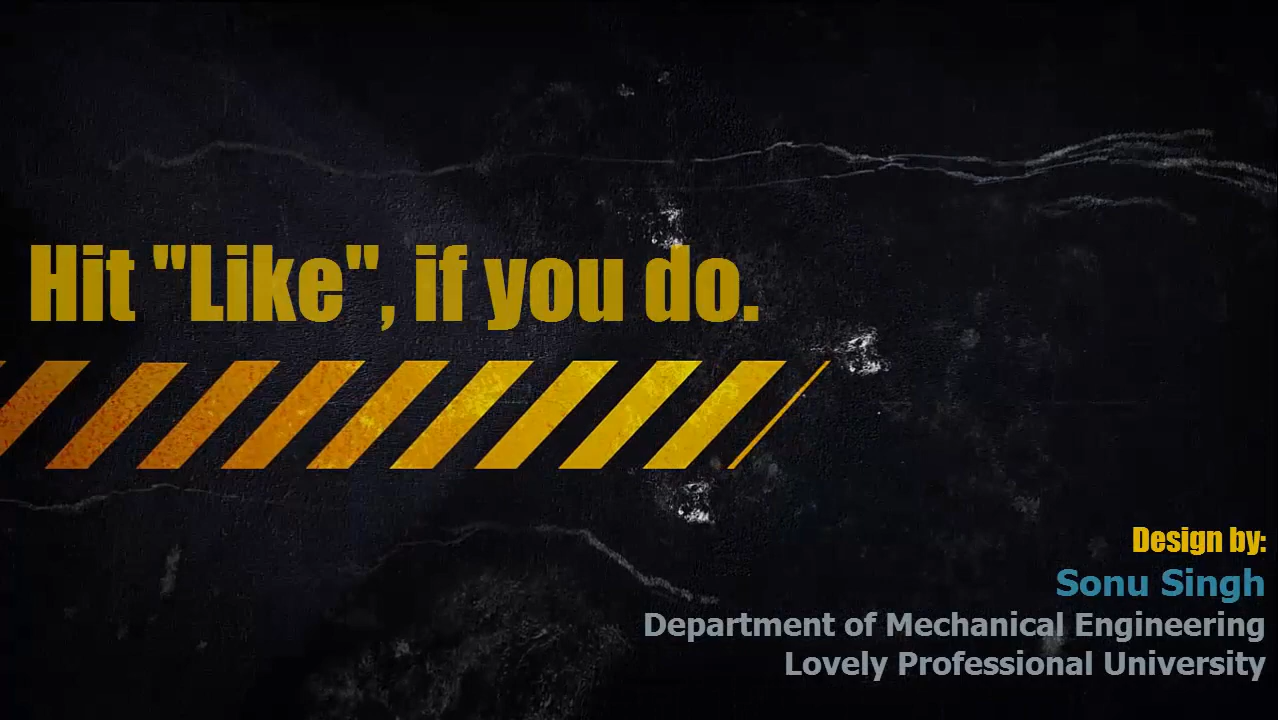 Hit "Like", if you do.
Design by:
Sonu Singh
Department of Mechanical Engineering
Lovely Professional University